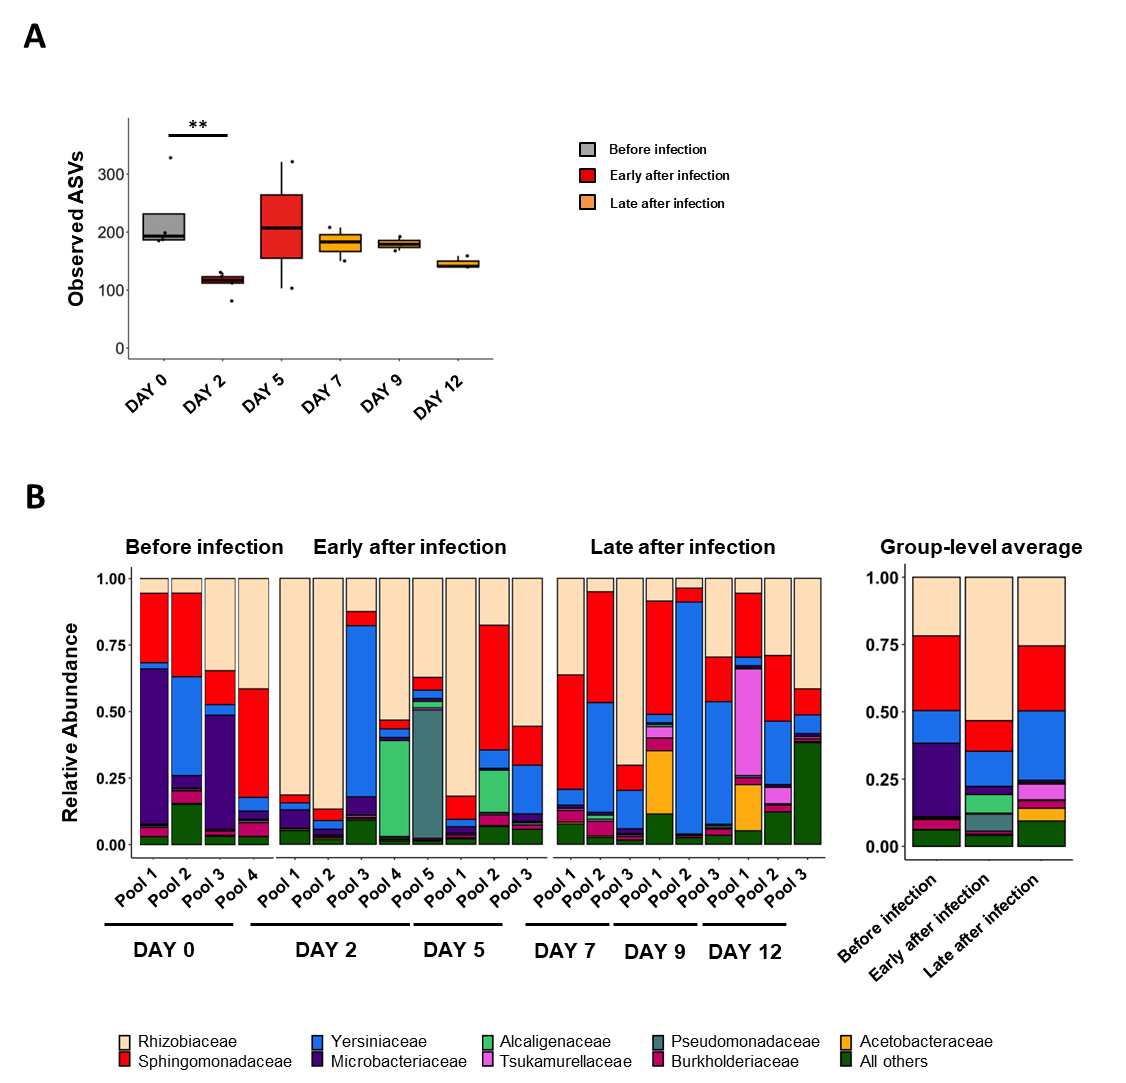 A
**
Observed ASVs
300
200
100
0
DAY 0
DAY 2
DAY 5
DAY 7
DAY 9
DAY 12
Before infection
Early after infection
Late after infection
B
Before infection
Early after infection
Late after infection
Group-level average
Relative Abundance
1.00
0.75
0.50
0.25
0.00
Pool 1
Pool 2
Pool 3
Pool 4
Pool 1
Pool 2
Pool 3
Pool 4
Pool 5
Pool 1
Pool 2
Pool 3
Pool 1
Pool 2
Pool 3
Pool 1
Pool 2
Pool 3
Pool 1
Pool 2
Pool 3
DAY 0
DAY 2
DAY 5
DAY 7
DAY 9
DAY 12
1.00
0.75
0.50
0.25
0.00
Before infection
Early after infection
Late after infection
Rhizobiaceae
Yersiniaceae
Alcaligenaceae
Pseudomonadaceae
Acetobacteraceae
Sphingomonadaceae
Microbacteriaceae
Tsukamurellaceae
Burkholderiaceae
All others